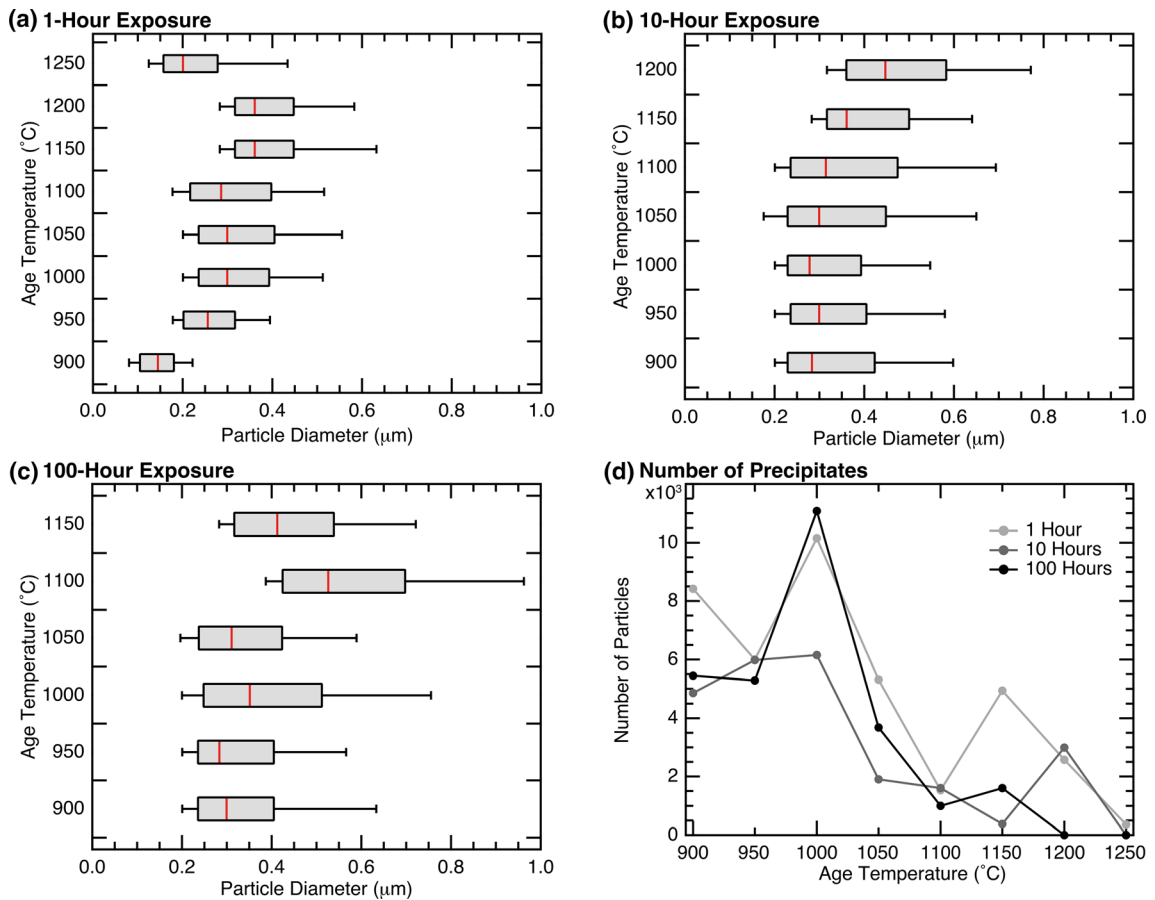 (a) 1-Hour Exposure
Age Temperature (˚C)
1250
1200
1150
1100
1050
1000
950
900
0.0 0.2 0.4 0.6 0.8 1.0
Particle Diameter (μm)
(b) 10-Hour Exposure
Age Temperature (˚C)
1200
1150
1100
1050
1000
950
900
0.0 0.2 0.4 0.6 0.8 1.0
Particle Diameter (μm)
(c) 100-Hour Exposure
Age Temperature (˚C)
1150
1100
1050
1000
950
900
0.0 0.2 0.4 0.6 0.8 1.0
Particle Diameter (μm)
(d) Number of Precipitates
x10³
Number of Particles
10
8
6
4
2
0
1 Hour
10 Hours
100 Hours
900 950 1000 1050 1100 1150 1200 1250
Age Temperature (˚C)